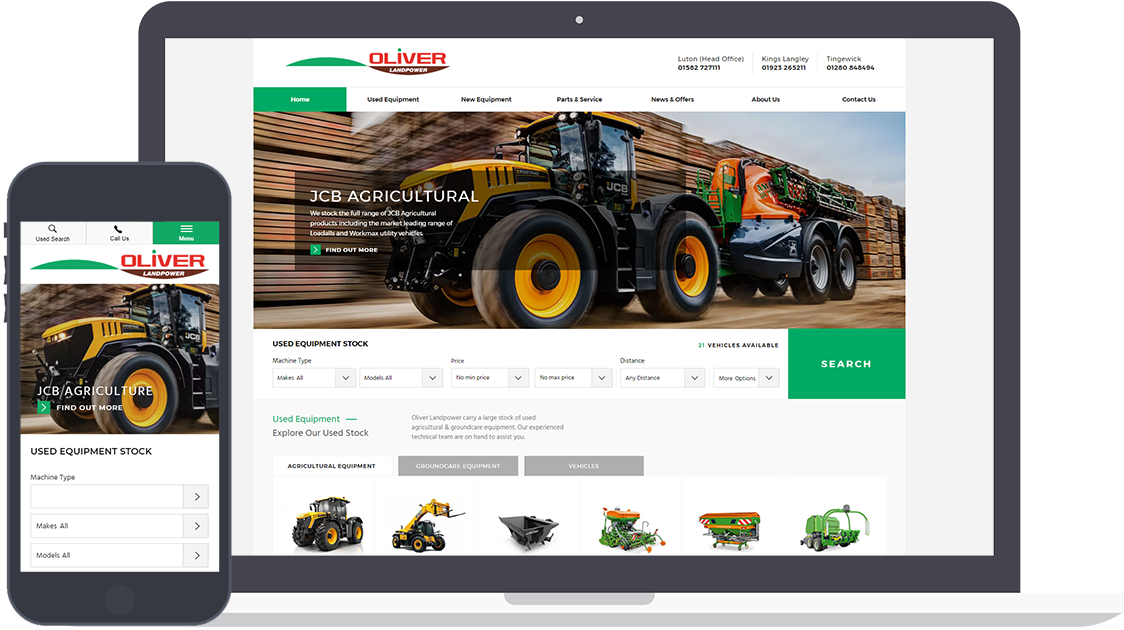 OLIVER
LANDPOWER
Luton (Head Office)
01582 727111
Kings Langley
01923 265211
Tingewick
01280 848494
Home
Used Equipment
New Equipment
Parts & Service
News & Offers
About Us
Contact Us
FASTRAC
JCB
JCB AGRICULTURAL
We stock the full range of JCB Agricultural
products including the market leading range of
Loadalls and Workmax utility vehicles.
FIND OUT MORE
USED EQUIPMENT STOCK
21 VEHICLES AVAILABLE
Machine Type
Price
Distance
Makes All
Models All
No min price
No max price
Any Distance
More Options
SEARCH
Used Equipment
Explore Our Used Stock
Oliver Landpower carry a large stock of used
agricultural & groundcare equipment. Our experienced
technical team are on hand to assist you.
AGRICULTURAL EQUIPMENT
GROUNDCARE EQUIPMENT
VEHICLES
Used Search
Call Us
Menu
OLIVER
LANDPOWER
JCB
JCB AGRICULTURE
FIND OUT MORE
USED EQUIPMENT STOCK
Machine Type
Makes All
Models All